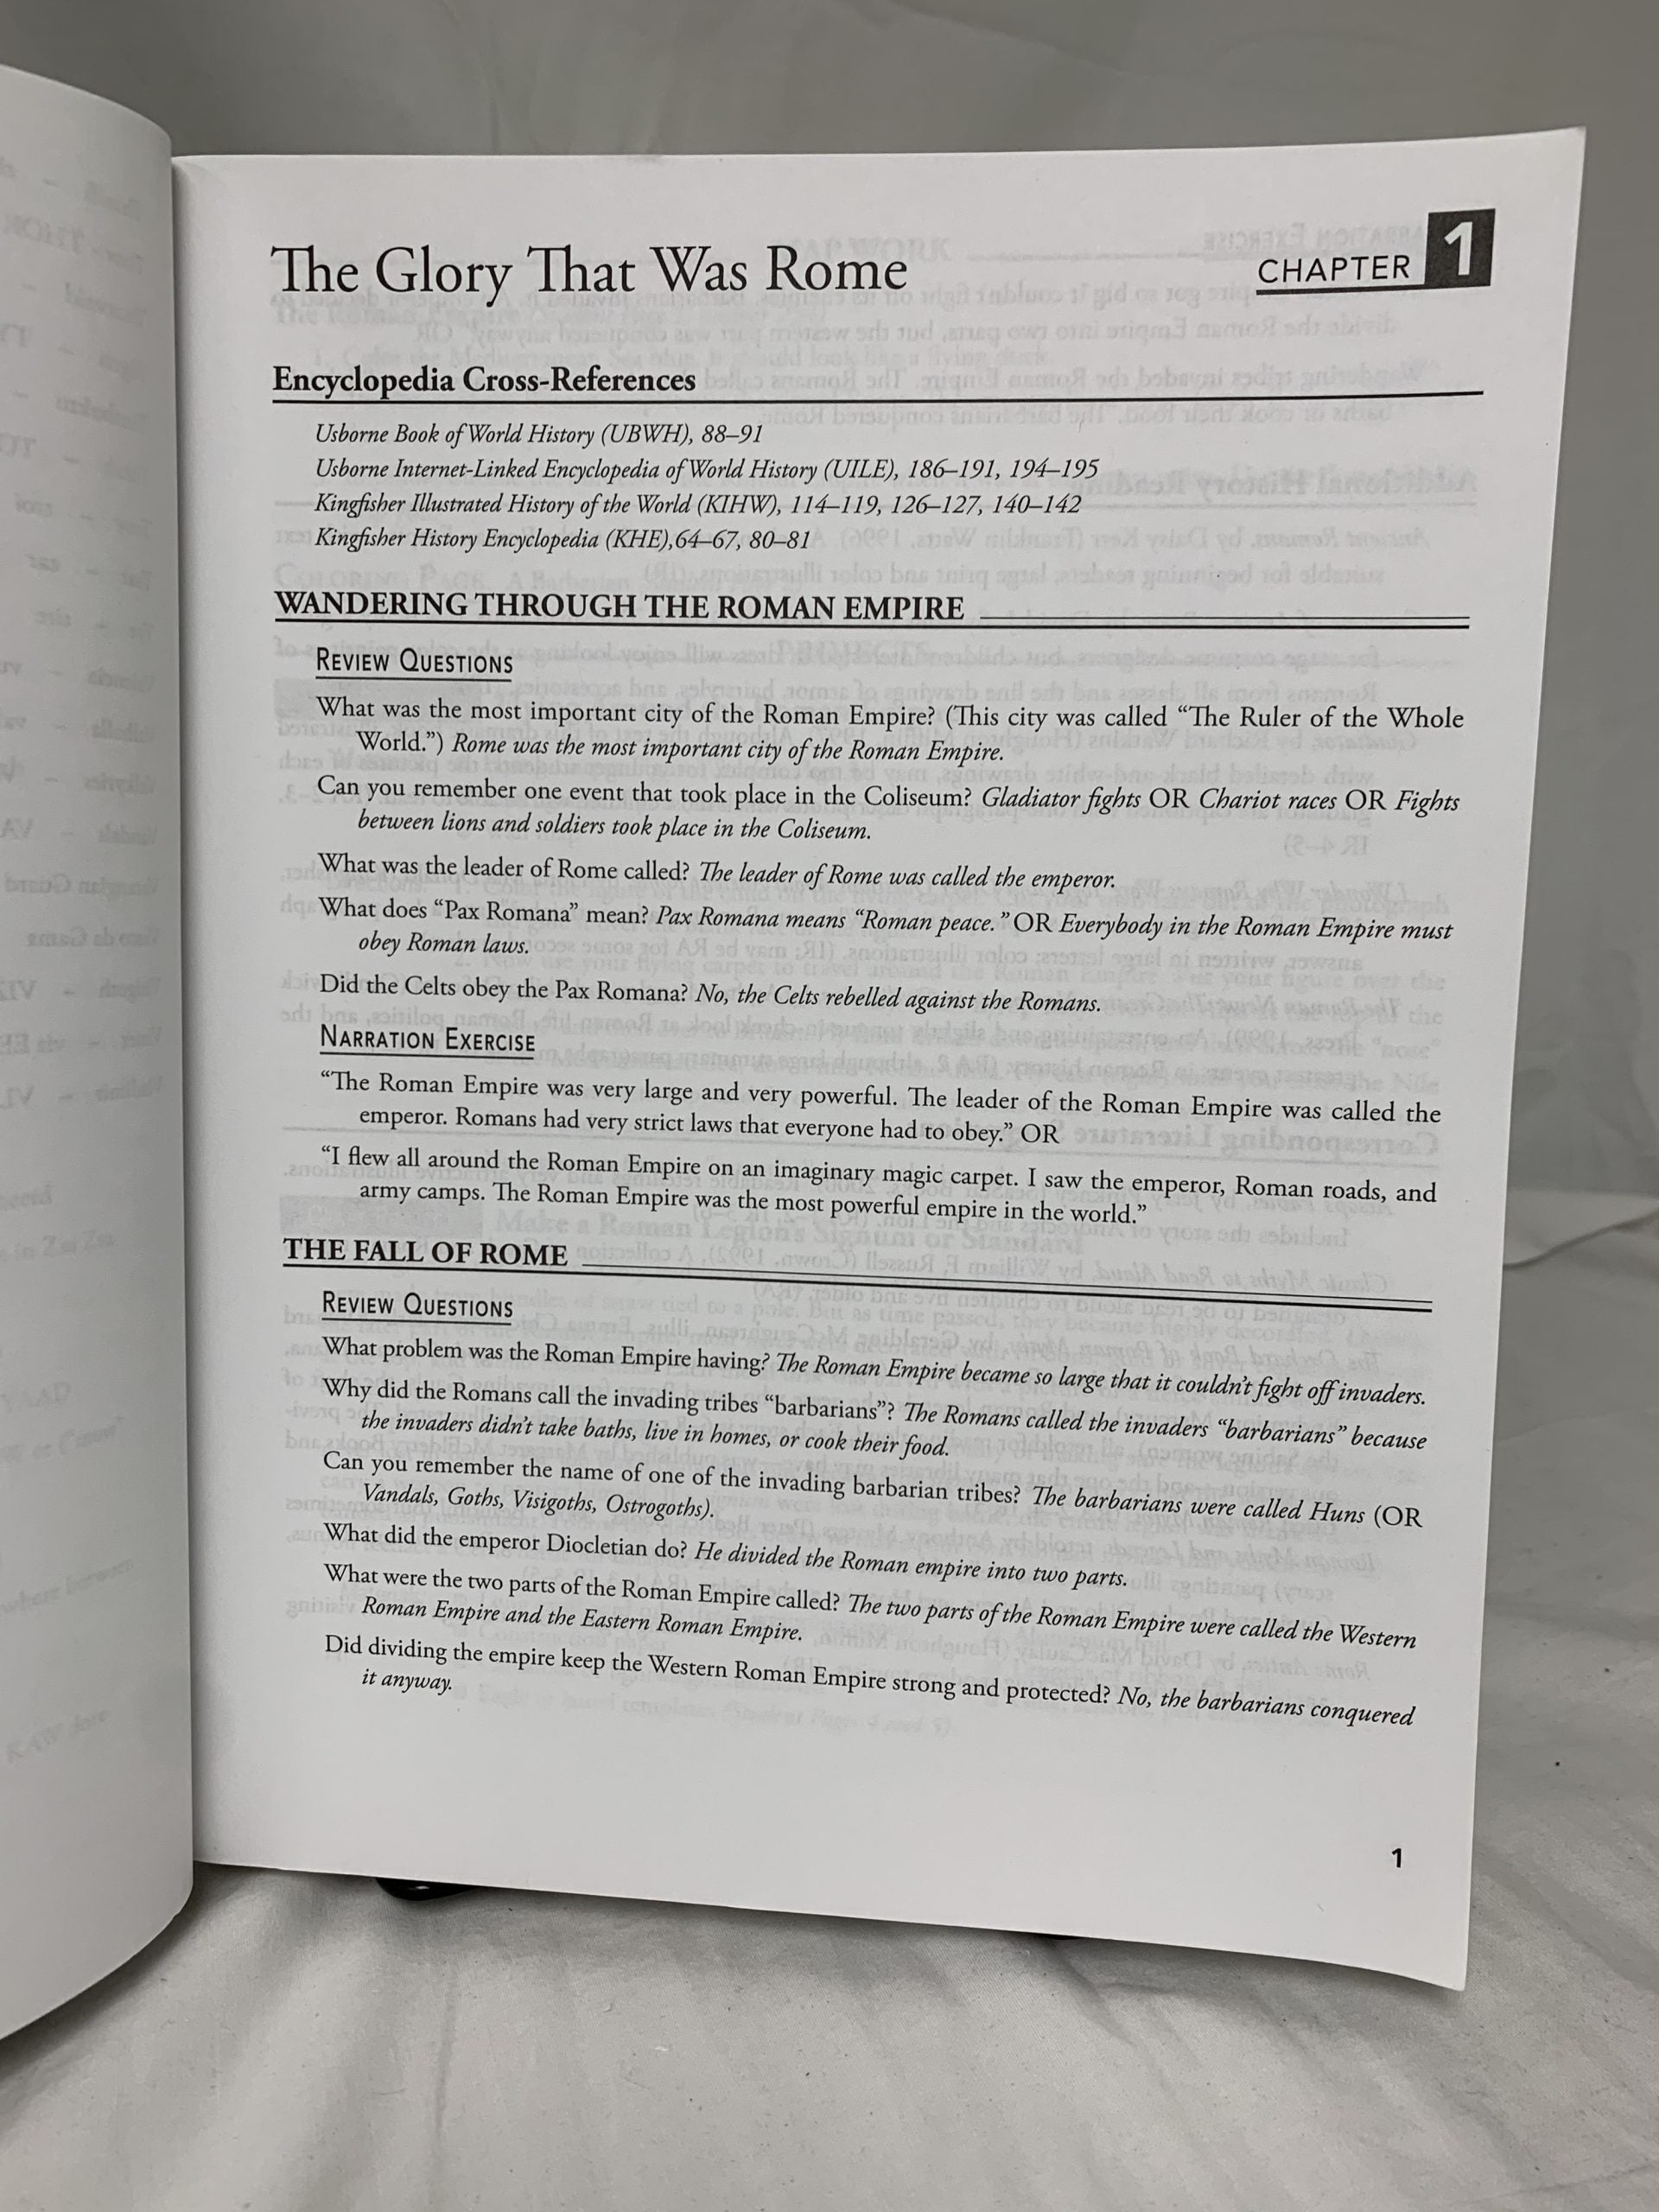 The Glory That Was Rome
CHAPTER 1
Encyclopedia Cross-References
Usborne Book of World History (UBWH), 88–91
Usborne Internet-Linked Encyclopedia of World History (UILE), 186–191, 194–195
Kingfisher Illustrated History of the World (KIHW), 114–119, 126–127, 140–142
Kingfisher History Encyclopedia (KHE),64–67, 80–81
WANDERING THROUGH THE ROMAN EMPIRE
REVIEW QUESTIONS
What was the most important city of the Roman Empire? (This city was called “The Ruler of the Whole
World.”) Rome was the most important city of the Roman Empire.
Can you remember one event that took place in the Coliseum? Gladiator fights OR Chariot races OR Fights
between lions and soldiers took place in the Coliseum.
What was the leader of Rome called? The leader of Rome was called the emperor.
What does “Pax Romana” mean? Pax Romana means “Roman peace.” OR Everybody in the Roman Empire must
obey Roman laws.
Did the Celts obey the Pax Romana? No, the Celts rebelled against the Romans.
NARRATION EXERCISE
“The Roman Empire was very large and very powerful. The leader of the Roman Empire was called the
emperor. Romans had very strict laws that everyone had to obey.” OR
“I flew all around the Roman Empire on an imaginary magic carpet. I saw the emperor, Roman roads, and
army camps. The Roman Empire was the most powerful empire in the world.”
THE FALL OF ROME
REVIEW QUESTIONS
What problem was the Roman Empire having? The Roman Empire became so large that it couldn’t fight off invaders.
Why did the Romans call the invading tribes “barbarians”? The Romans called the invaders “barbarians” because
the invaders didn’t take baths, live in homes, or cook their food.
Can you remember the name of one of the invading barbarian tribes? The barbarians were called Huns (OR
Vandals, Goths, Visigoths, Ostrogoths).
What did the emperor Diocletian do? He divided the Roman empire into two parts.
What were the two parts of the Roman Empire called? The two parts of the Roman Empire were called the Western
Roman Empire and the Eastern Roman Empire.
Did dividing the empire keep the Western Roman Empire strong and protected? No, the barbarians conquered
it anyway.
1